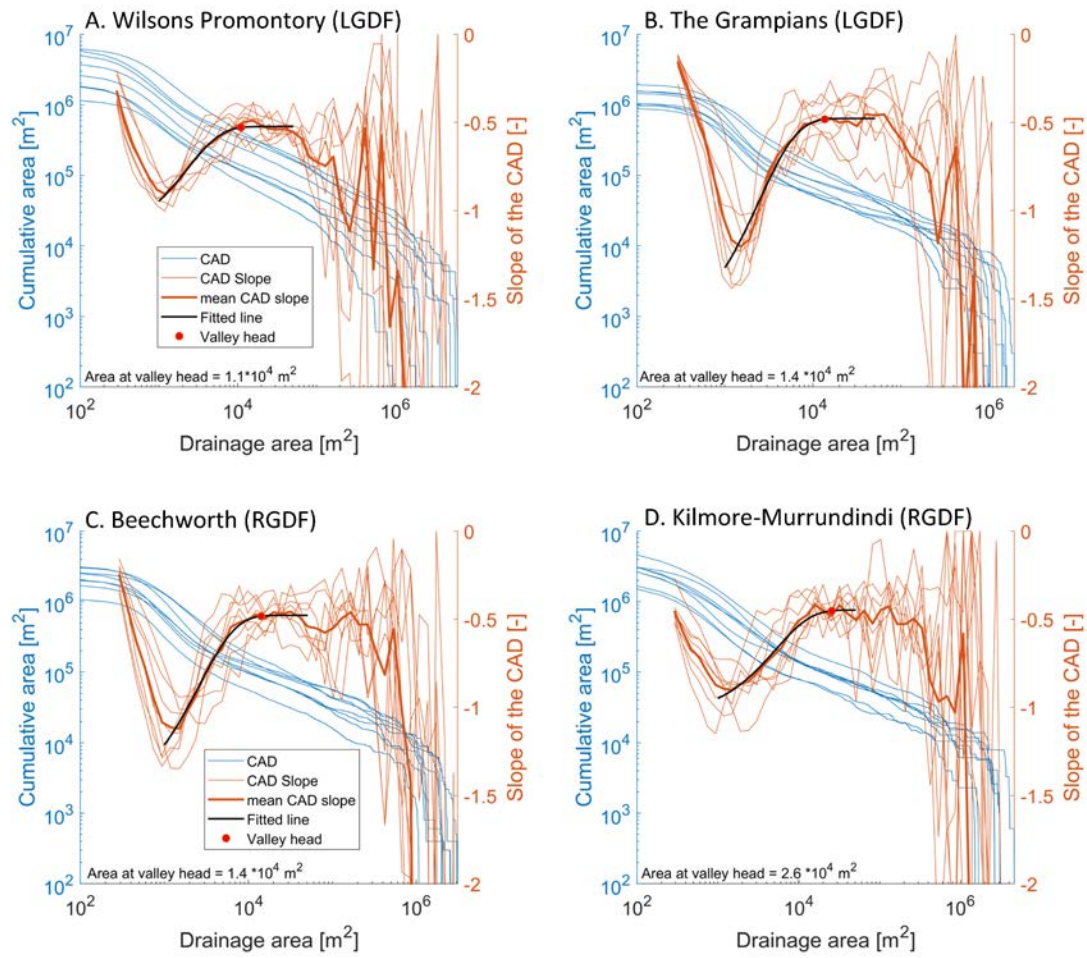 A. Wilsons Promontory (LGDF)
10^7
10^6
10^5
10^4
10^3
10^2
Cumulative area [m^2]
0
-0.5
-1
-1.5
-2
Slope of the CAD [-]
CAD
CAD Slope
mean CAD slope
Fitted line
Valley head
Area at valley head = 1.1*10^4 m^2
10^2
10^4
10^6
Drainage area [m^2]
B. The Grampians (LGDF)
10^7
10^6
10^5
10^4
10^3
10^2
Cumulative area [m^2]
0
-0.5
-1
-1.5
-2
Slope of the CAD [-]
Area at valley head = 1.4*10^4 m^2
10^2
10^4
10^6
Drainage area [m^2]
C. Beechworth (RGDF)
10^7
10^6
10^5
10^4
10^3
10^2
Cumulative area [m^2]
0
-0.5
-1
-1.5
-2
Slope of the CAD [-]
CAD
CAD Slope
mean CAD slope
Fitted line
Valley head
Area at valley head = 1.4 *10^4 m^2
10^2
10^4
10^6
Drainage area [m^2]
D. Kilmore-Murrundindi (RGDF)
10^7
10^6
10^5
10^4
10^3
10^2
Cumulative area [m^2]
0
-0.5
-1
-1.5
-2
Slope of the CAD [-]
Area at valley head = 2.6 *10^4 m^2
10^2
10^4
10^6
Drainage area [m^2]